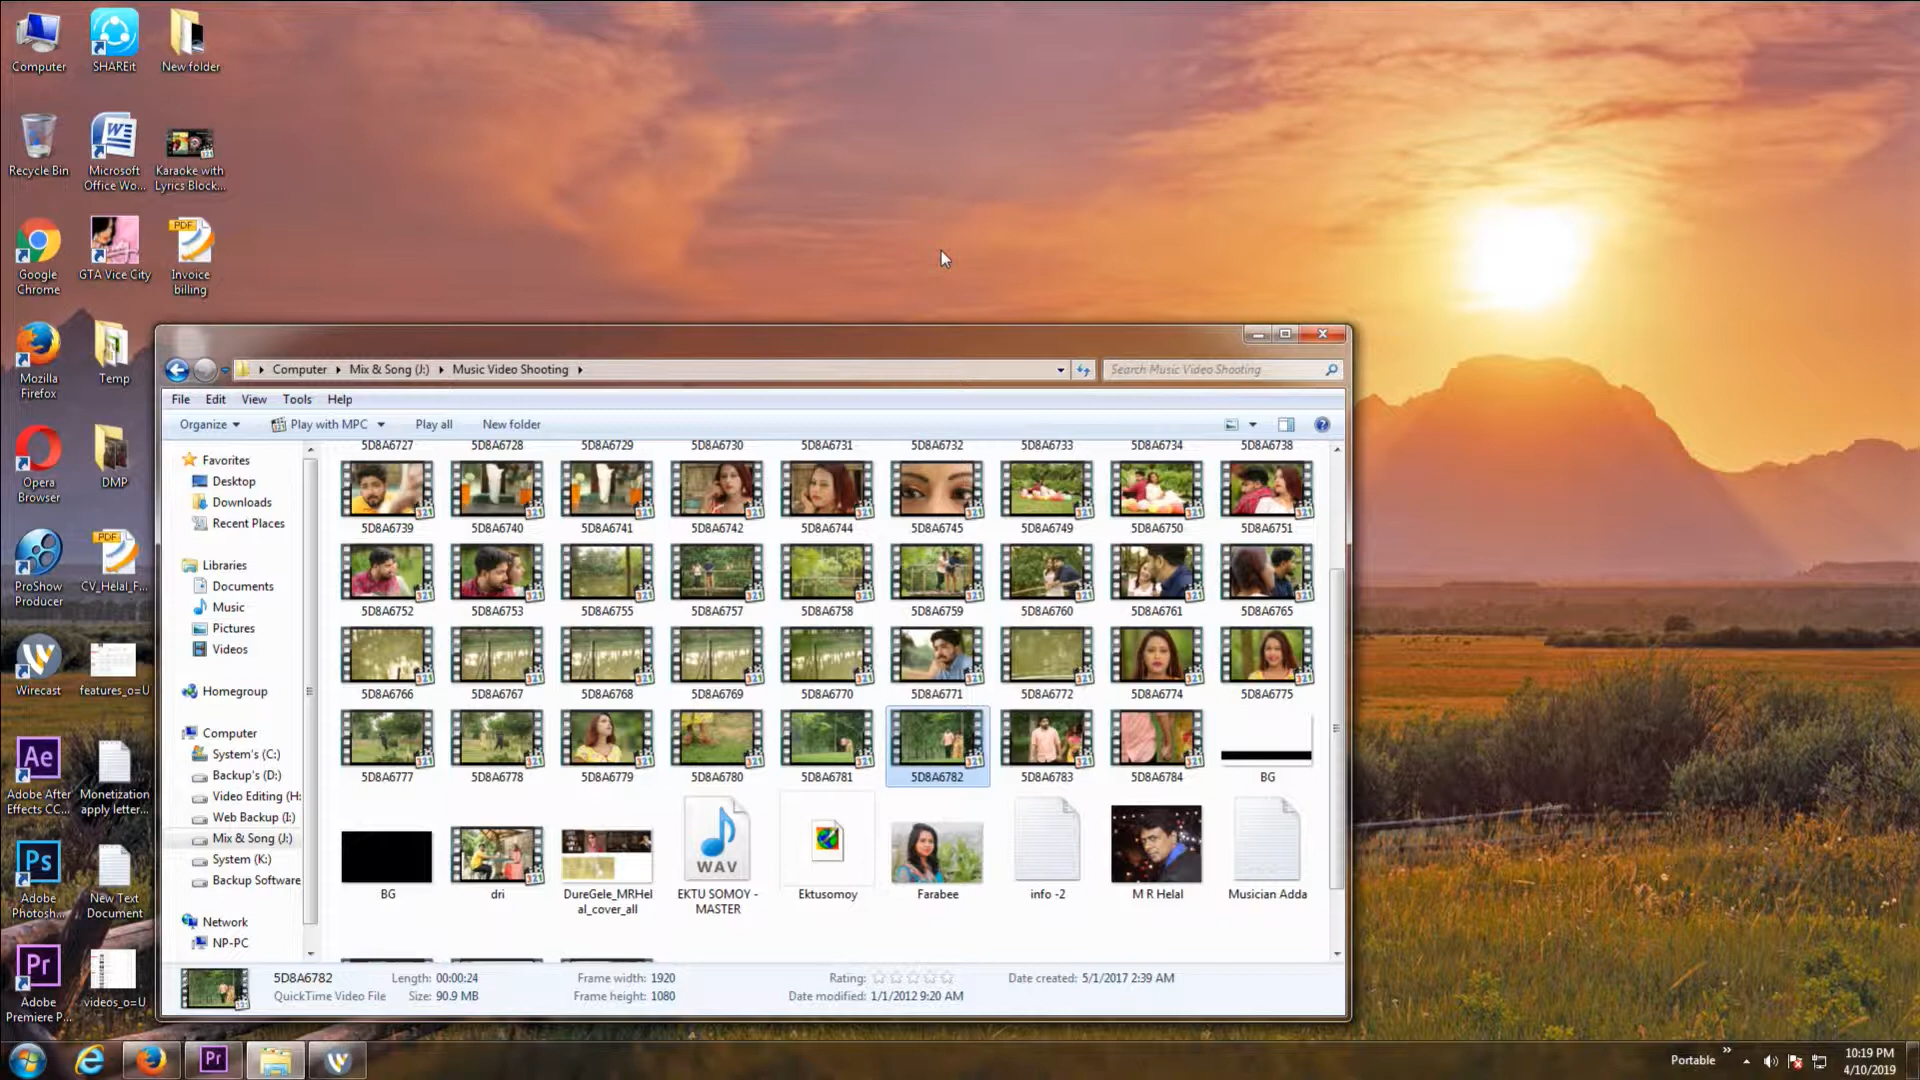 Computer
SHAREit
New folder
Recycle Bin
Microsoft
Office Wo...
Karaoke with
Lyrics Block...
Google
Chrome
GTA Vice City
PDF
Invoice
billing
Mozilla
Firefox
Temp
Opera
Browser
DMP
ProShow
Producer
PDF
CV_Helal_F...
Wirecast
features_o=U
Ae
Adobe After
Effects CC...
Monetization
apply letter...
Ps
Adobe
Photosh...
New Text
Document
Pr
Adobe
Premiere P...
videos_o=U
Computer
Mix & Song (J:)
Music Video Shooting
Search Music Video Shooting
File Edit View Tools Help
Organize Play with MPC Play all New folder
Favorites
Desktop
Downloads
Recent Places
Libraries
Documents
Music
Pictures
Videos
Homegroup
Computer
System's (C:)
Backup's (D:)
Video Editing (H:
Web Backup (I:)
Mix & Song (J:)
System (K:)
Backup Software
Network
NP-PC
5D8A6727 5D8A6728 5D8A6729 5D8A6730 5D8A6731 5D8A6732 5D8A6733 5D8A6734 5D8A6738
5D8A6739 5D8A6740 5D8A6741 5D8A6742 5D8A6744 5D8A6745 5D8A6749 5D8A6750 5D8A6751
5D8A6752 5D8A6753 5D8A6755 5D8A6757 5D8A6758 5D8A6759 5D8A6760 5D8A6761 5D8A6765
5D8A6766 5D8A6767 5D8A6768 5D8A6769 5D8A6770 5D8A6771 5D8A6772 5D8A6774 5D8A6775
5D8A6777 5D8A6778 5D8A6779 5D8A6780 5D8A6781 5D8A6782 5D8A6783 5D8A6784 BG
WAV
BG
dri
DureGele_MRHel
al_cover_all
EKTU SOMOY -
MASTER
Ektusomoy
Farabee
info -2
M R Helal
Musician Adda
5D8A6782 Length: 00:00:24 Frame width: 1920 Rating: Date created: 5/1/2017 2:39 AM
QuickTime Video File Size: 90.9 MB Frame height: 1080 Date modified: 1/1/2012 9:20 AM
Pr
Portable
10:19 PM
4/10/2019